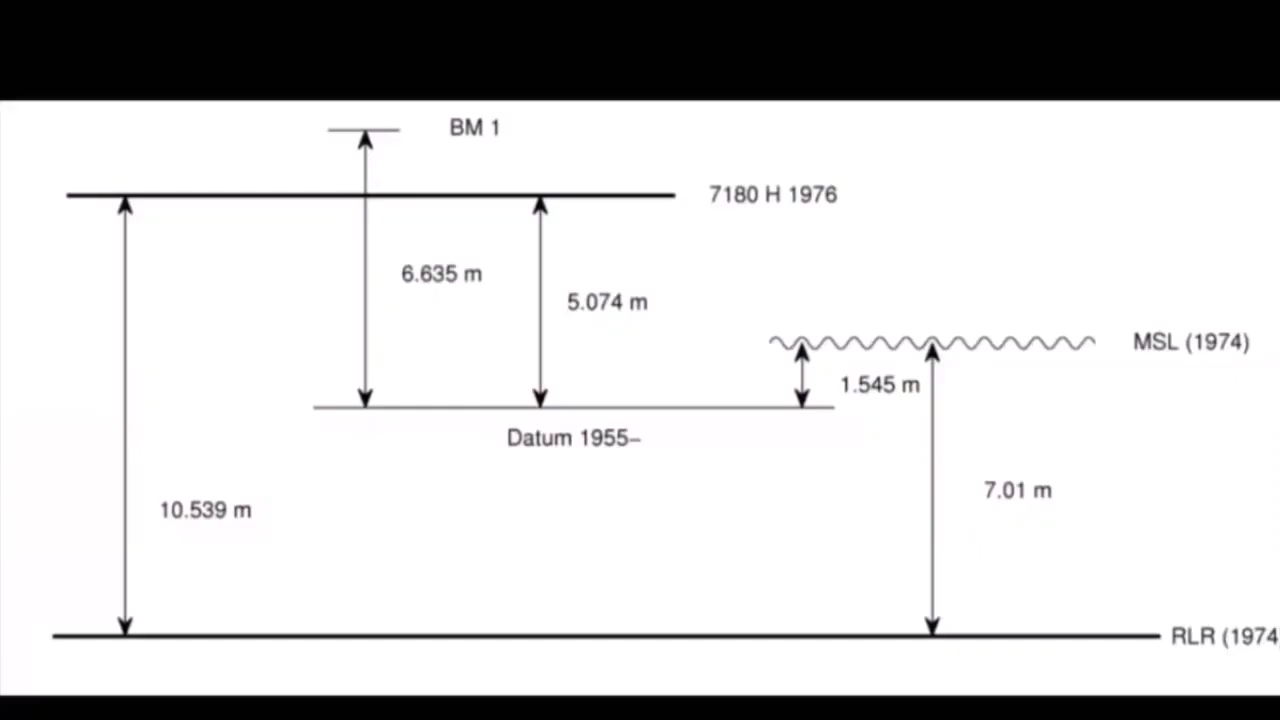 BM 1
7180 H 1976
6.635 m
5.074 m
MSL (1974)
1.545 m
Datum 1955–
7.01 m
10.539 m
RLR (1974